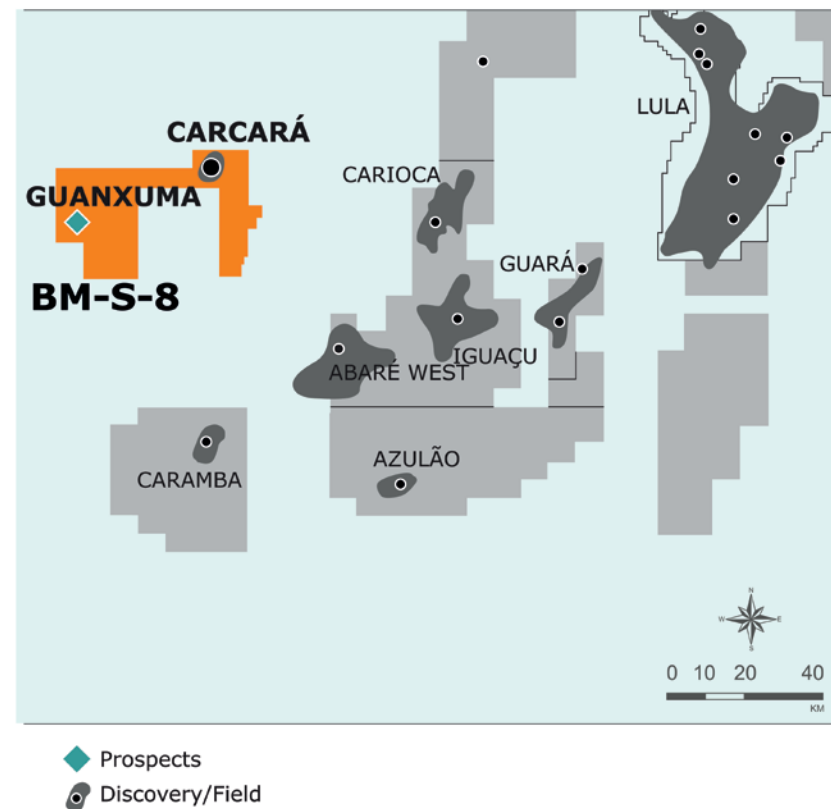 LULA
CARCARÁ
CARIOCA
GUANXUMA
GUARÁ
BM-S-8
IGUAÇU
ABARÉ WEST
AZULÃO
CARAMBA
N
W E
S
0 10 20 40
KM
Prospects
Discovery/Field